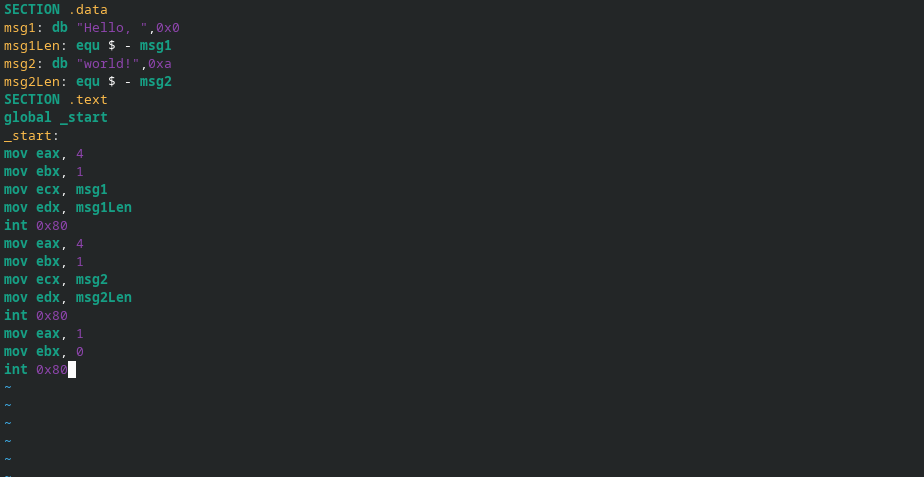 SECTION .data
msg1: db "Hello, ",0x0
msg1Len: equ $ - msg1
msg2: db "world!",0xa
msg2Len: equ $ - msg2
SECTION .text
global _start
_start:
mov eax, 4
mov ebx, 1
mov ecx, msg1
mov edx, msg1Len
int 0x80
mov eax, 4
mov ebx, 1
mov ecx, msg2
mov edx, msg2Len
int 0x80
mov eax, 1
mov ebx, 0
int 0x80
~
~
~
~
~
~